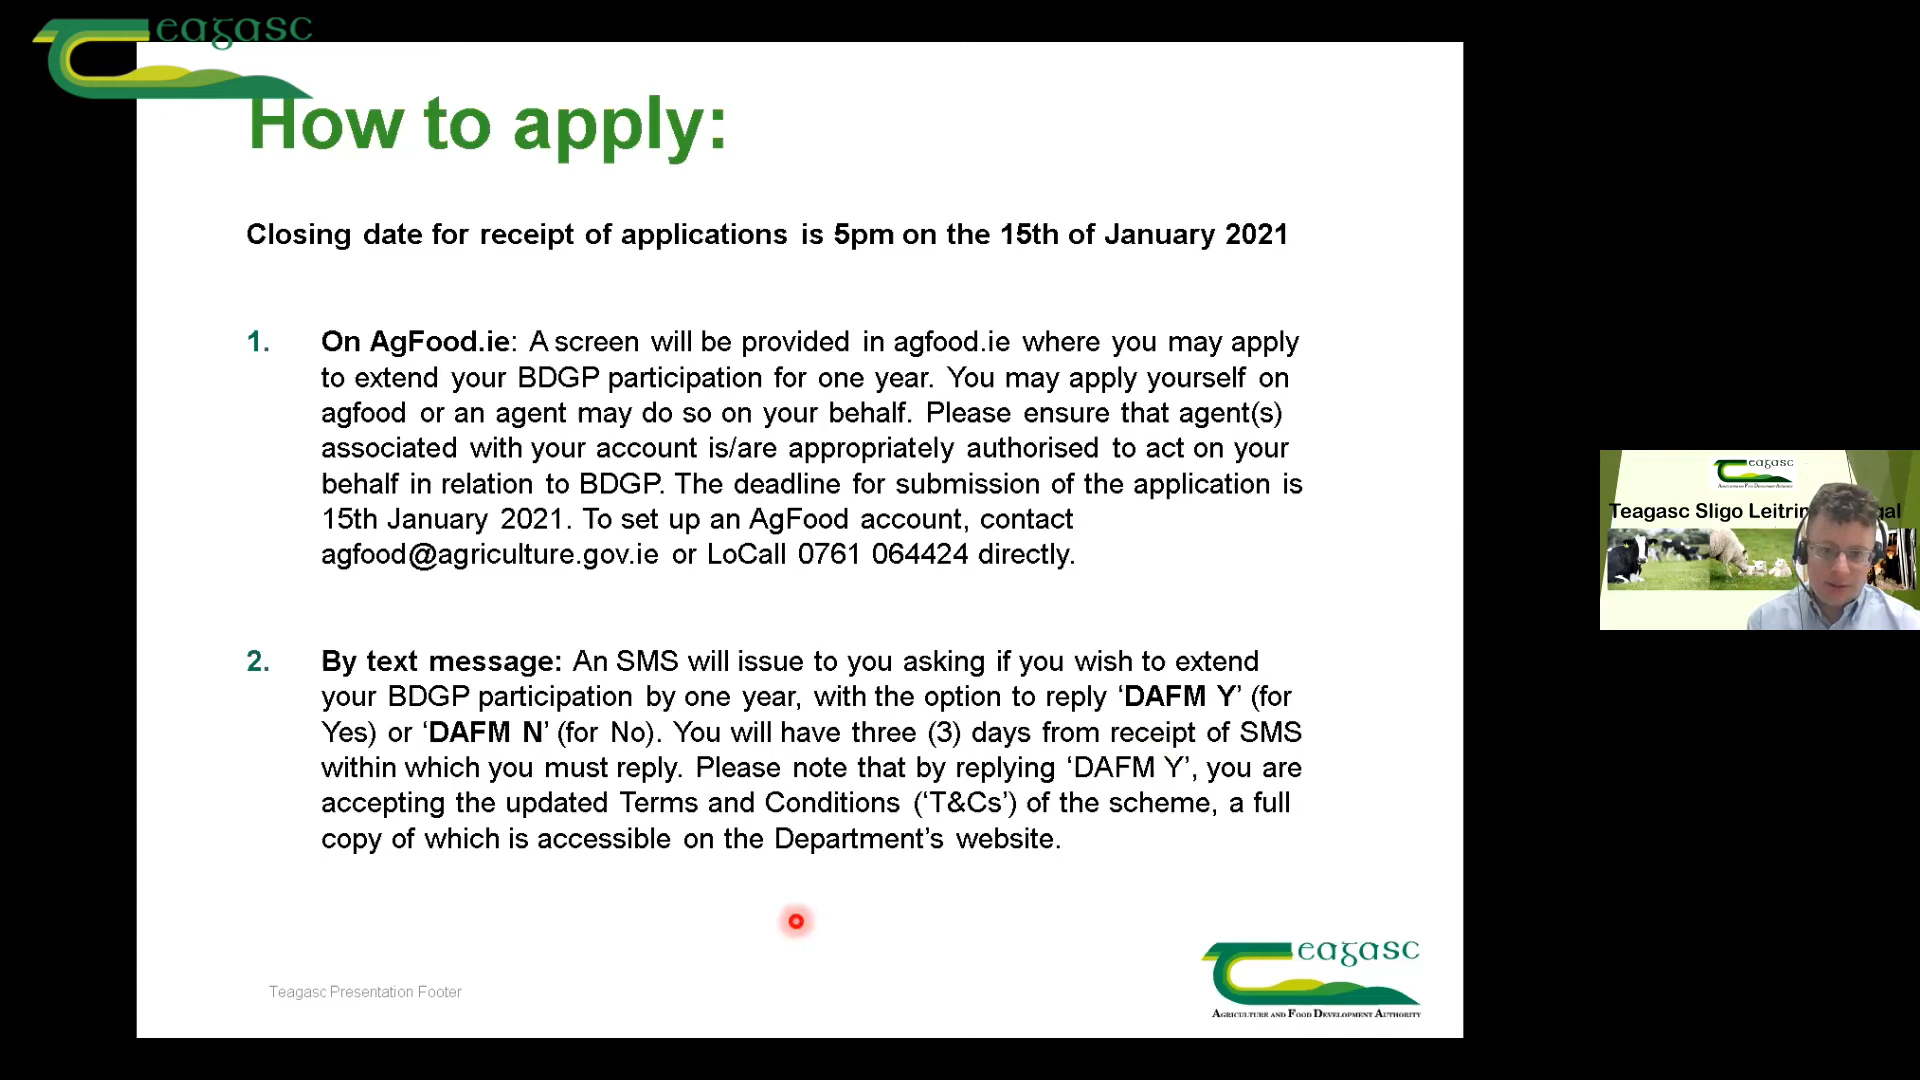 eagasc
How to apply:
Closing date for receipt of applications is 5pm on the 15th of January 2021
1. On AgFood.ie: A screen will be provided in agfood.ie where you may apply
to extend your BDGP participation for one year. You may apply yourself on
agfood or an agent may do so on your behalf. Please ensure that agent(s)
associated with your account is/are appropriately authorised to act on your
behalf in relation to BDGP. The deadline for submission of the application is
15th January 2021. To set up an AgFood account, contact
agfood@agriculture.gov.ie or LoCall 0761 064424 directly.
2. By text message: An SMS will issue to you asking if you wish to extend
your BDGP participation by one year, with the option to reply ‘DAFM Y’ (for
Yes) or ‘DAFM N’ (for No). You will have three (3) days from receipt of SMS
within which you must reply. Please note that by replying ‘DAFM Y’, you are
accepting the updated Terms and Conditions (‘T&Cs’) of the scheme, a full
copy of which is accessible on the Department’s website.
Teagasc Presentation Footer
eagasc
AGRICULTURE AND FOOD DEVELOPMENT AUTHORITY
eagasc
Teagasc Sligo Leitrim